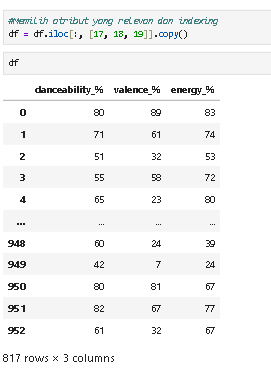 #Memilih atribut yang relevan dan indexing
df = df.iloc[:, [17, 18, 19]].copy()
df
danceability_% valence_% energy_%
0 80 89 83
1 71 61 74
2 51 32 53
3 55 58 72
4 65 23 80
... ... ... ...
948 60 24 39
949 42 7 24
950 80 81 67
951 82 67 77
952 61 32 67
817 rows × 3 columns